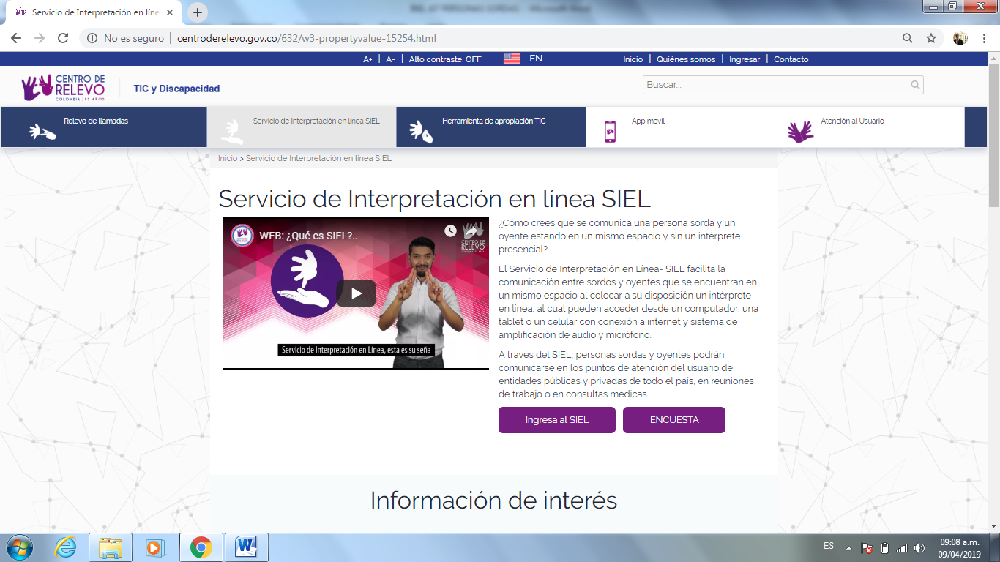 Servicio de Interpretación en líne
No es seguro
centroderelevo.gov.co/632/w3-propertyvalue-15254.html
A+ | A- | Alto contraste: OFF
EN
Inicio | Quiénes somos | Ingresar | Contacto
CENTRO DE
RELEVO
COLOMBIA
TIC y Discapacidad
Buscar...
Relevo de llamadas
Servicio de Interpretación en línea SIEL
Herramienta de apropiación TIC
App movil
Atención al Usuario
Inicio > Servicio de Interpretación en línea SIEL
Servicio de Interpretación en línea SIEL
WEB: ¿Qué es SIEL?..
CENTRO DE
RELEVO
Servicio de Interpretación en Línea, esta es su seña
¿Cómo crees que se comunica una persona sorda y un
oyente estando en un mismo espacio y sin un intérprete
presencial?
El Servicio de Interpretación en Línea- SIEL facilita la
comunicación entre sordos y oyentes que se encuentran en
un mismo espacio al colocar a su disposición un intérprete
en línea, al cual pueden acceder desde un computador, una
tablet o un celular con conexión a internet y sistema de
amplificación de audio y micrófono.
A través del SIEL, personas sordas y oyentes podrán
comunicarse en los puntos de atención del usuario de
entidades públicas y privadas de todo el país, en reuniones
de trabajo o en consultas médicas.
Ingresa al SIEL
ENCUESTA
Información de interés
ES
09:08 a.m.
09/04/2019